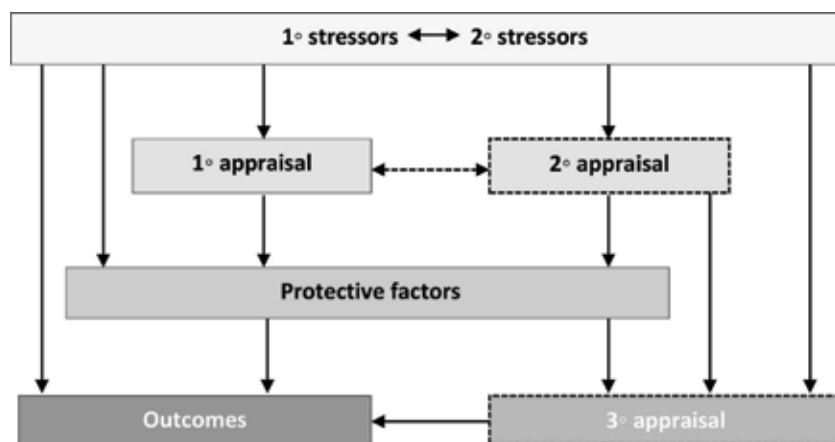 1◦ stressors ↔ 2◦ stressors
1◦ appraisal
2◦ appraisal
Protective factors
Outcomes
3◦ appraisal